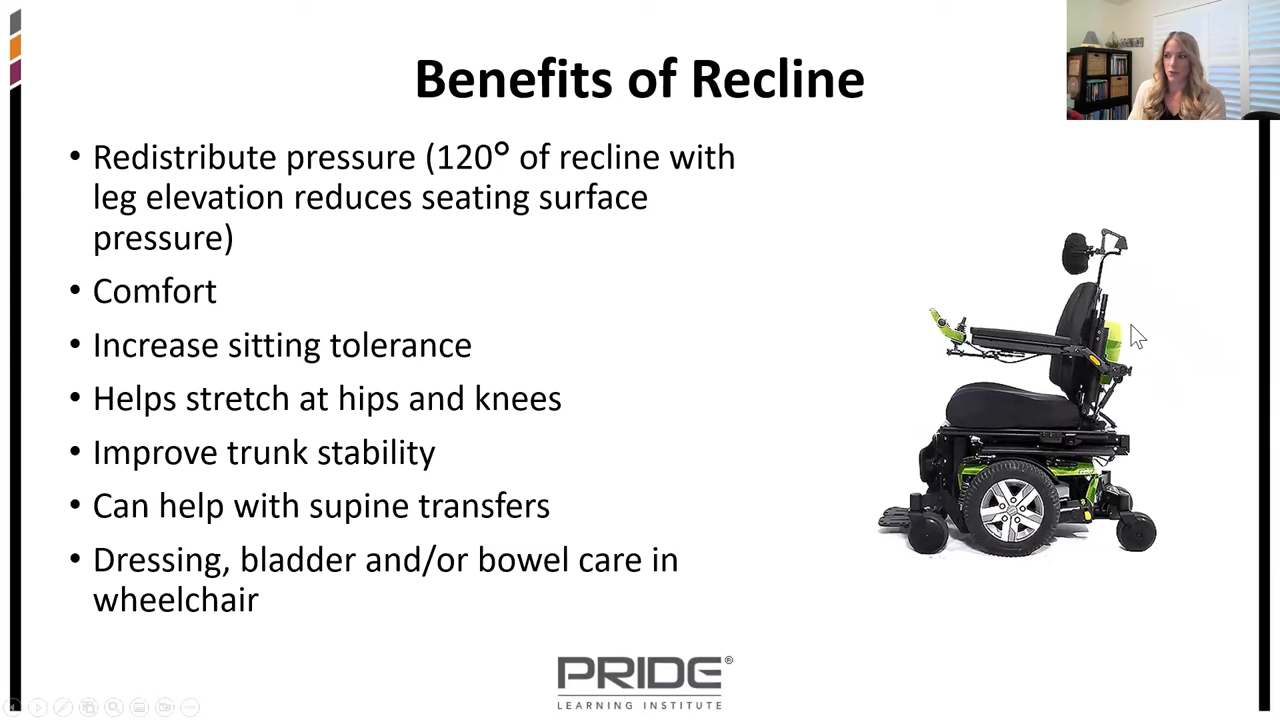 Benefits of Recline
• Redistribute pressure (120° of recline with
leg elevation reduces seating surface
pressure)
• Comfort
• Increase sitting tolerance
• Helps stretch at hips and knees
• Improve trunk stability
• Can help with supine transfers
• Dressing, bladder and/or bowel care in
wheelchair
PRIDE®
LEARNING INSTITUTE